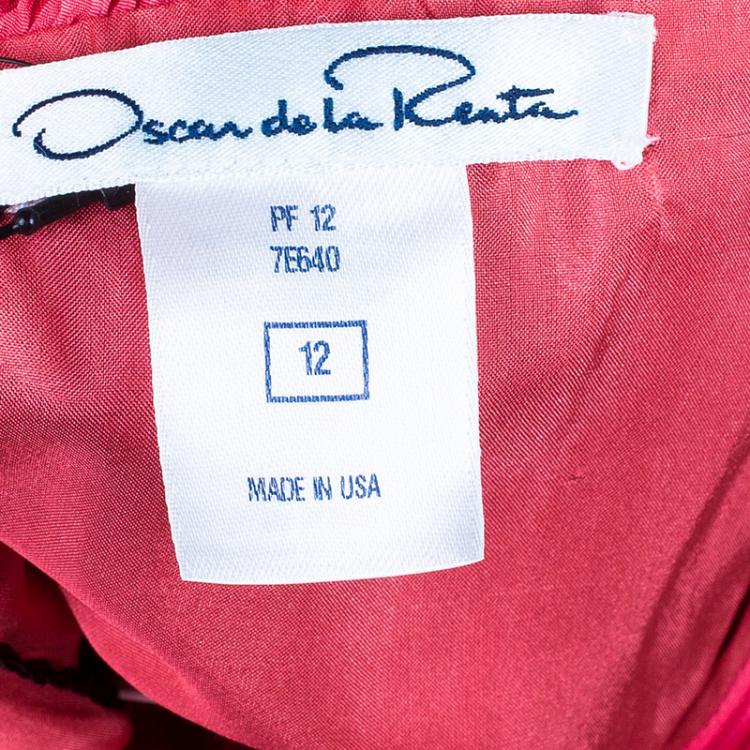 Oscar de la Renta
PF 12
7E640
12
MADE IN USA